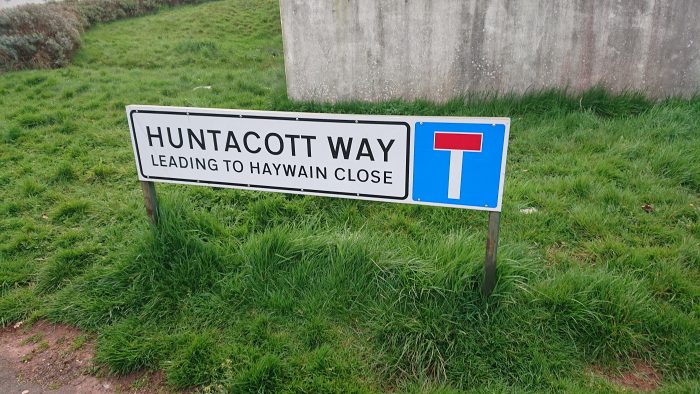 HUNTACOTT WAY
LEADING TO HAYWAIN CLOSE